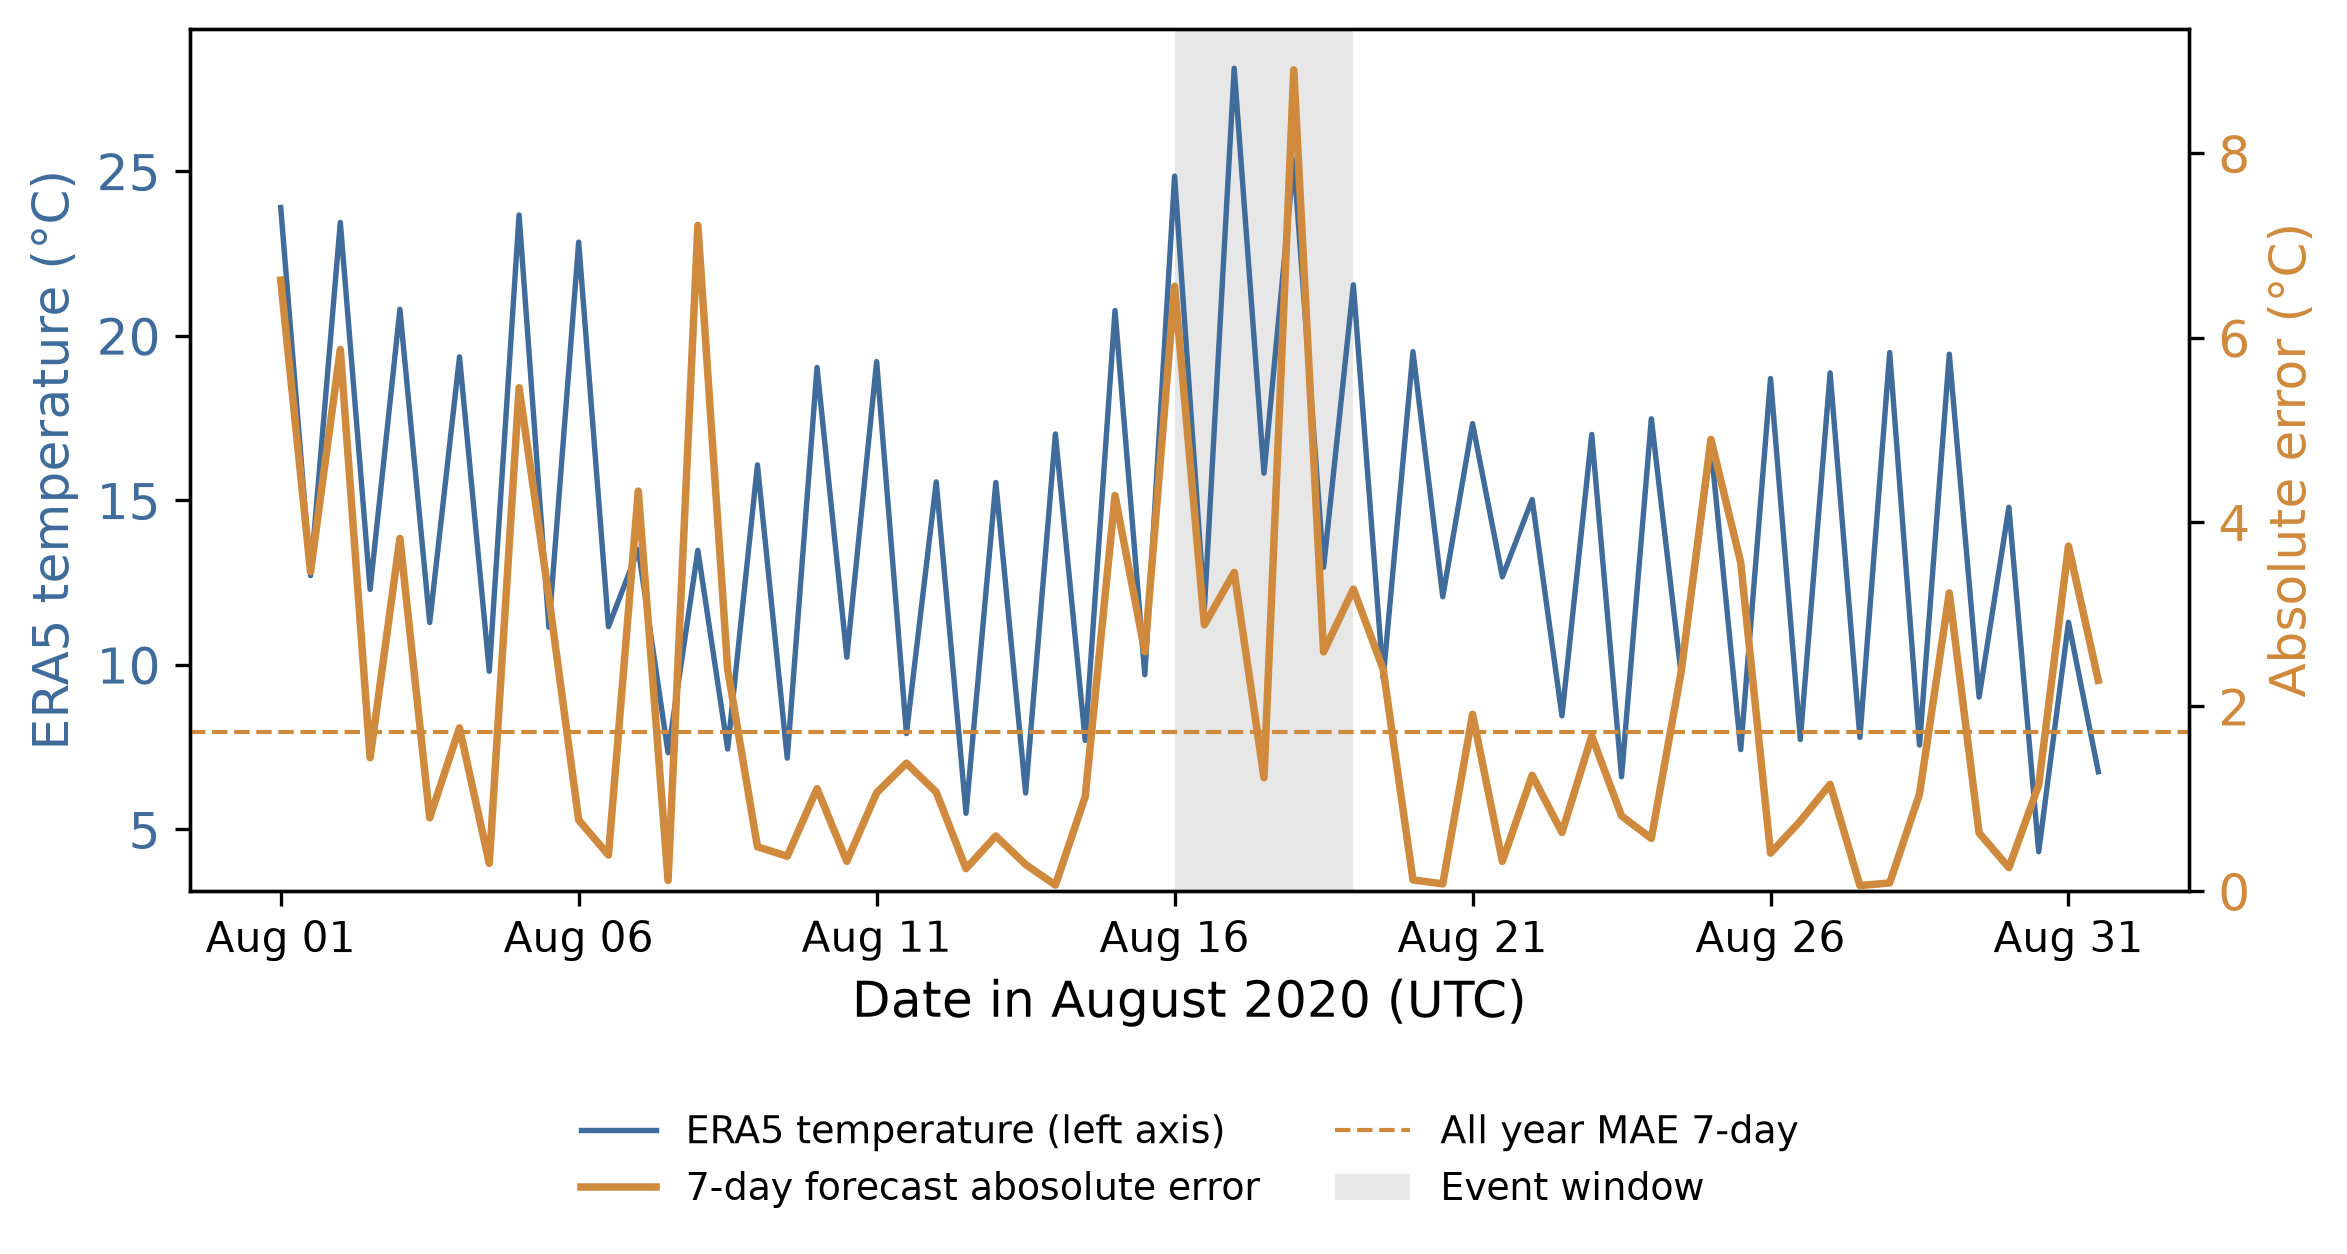 ERA5 temperature (°C)
25
20
15
10
5
8
6
4
2
0
Absolute error (°C)
Aug 01
Aug 06
Aug 11
Aug 16
Aug 21
Aug 26
Aug 31
Date in August 2020 (UTC)
ERA5 temperature (left axis)
7-day forecast abosolute error
All year MAE 7-day
Event window